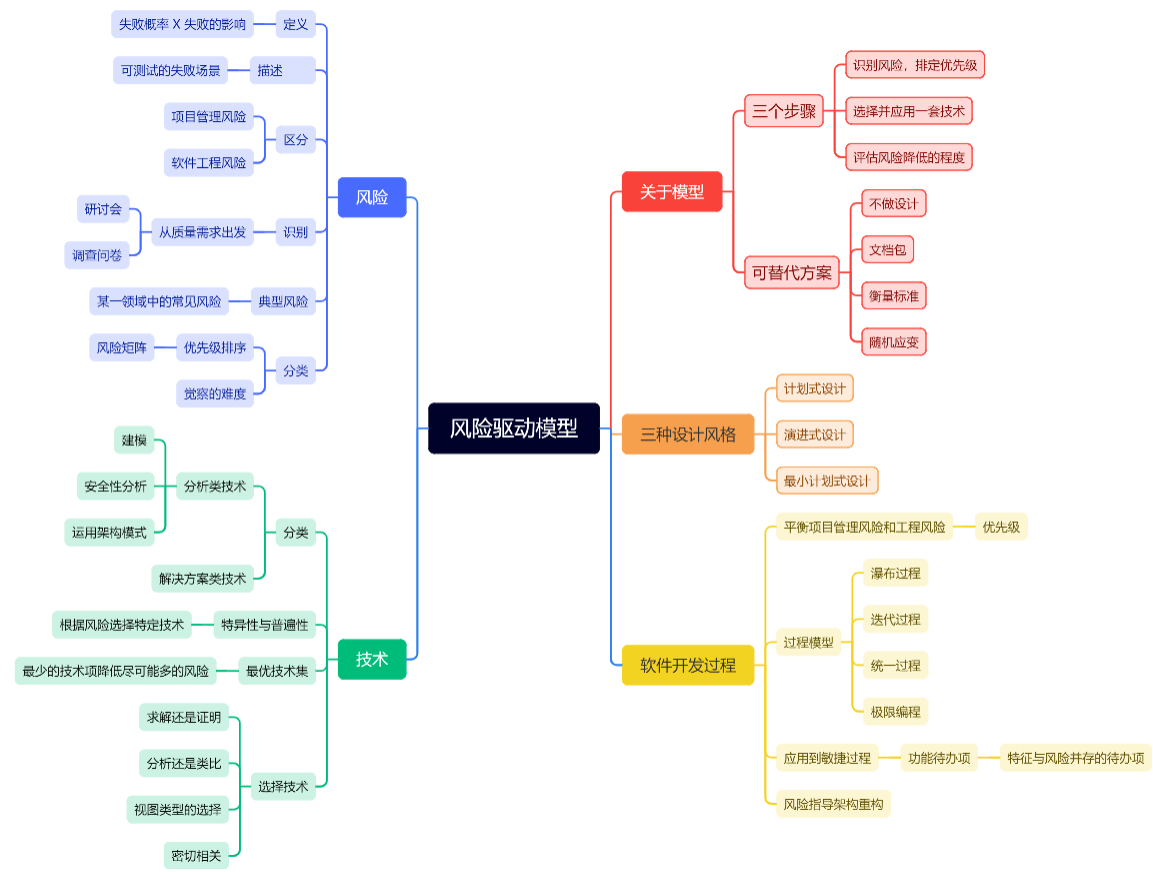 风险驱动模型
关于模型
三个步骤
识别风险，排定优先级
选择并应用一套技术
评估风险降低的程度
可替代方案
不做设计
文档包
衡量标准
随机应变
三种设计风格
计划式设计
演进式设计
最小计划式设计
软件开发过程
平衡项目管理风险和工程风险
优先级
过程模型
瀑布过程
迭代过程
统一过程
极限编程
应用到敏捷过程
功能待办项
特征与风险并存的待办项
风险指导架构重构
风险
定义
失败概率 X 失败的影响
描述
可测试的失败场景
区分
项目管理风险
软件工程风险
识别
从质量需求出发
研讨会
调查问卷
典型风险
某一领域中的常见风险
分类
优先级排序
风险矩阵
觉察的难度
技术
分类
分析类技术
建模
安全性分析
运用架构模式
解决方案类技术
特异性与普遍性
根据风险选择特定技术
最优技术集
最少的技术项降低尽可能多的风险
选择技术
求解还是证明
分析还是类比
视图类型的选择
密切相关